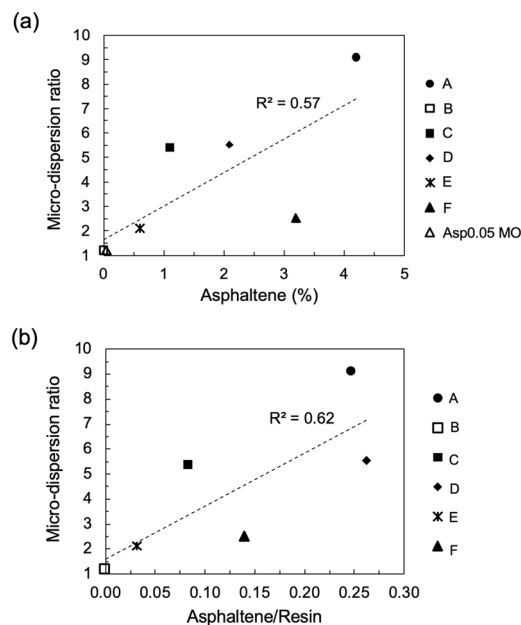 (a)
Micro-dispersion ratio
10
9
8
7
6
5
4
3
2
1
R² = 0.57
0 1 2 3 4 5
Asphaltene (%)
A
B
C
D
E
F
Asp0.05 MO
(b)
Micro-dispersion ratio
10
9
8
7
6
5
4
3
2
1
R² = 0.62
0.00 0.05 0.10 0.15 0.20 0.25 0.30
Asphaltene/Resin
A
B
C
D
E
F